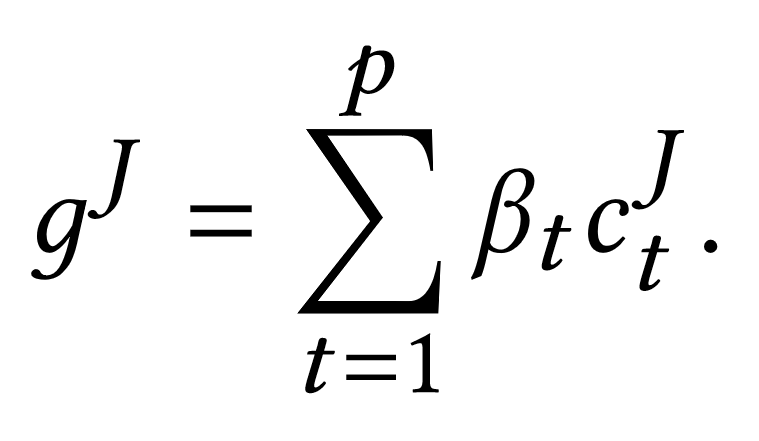 g^J = \sum_{t=1}^{p} \beta_t c_t^J .